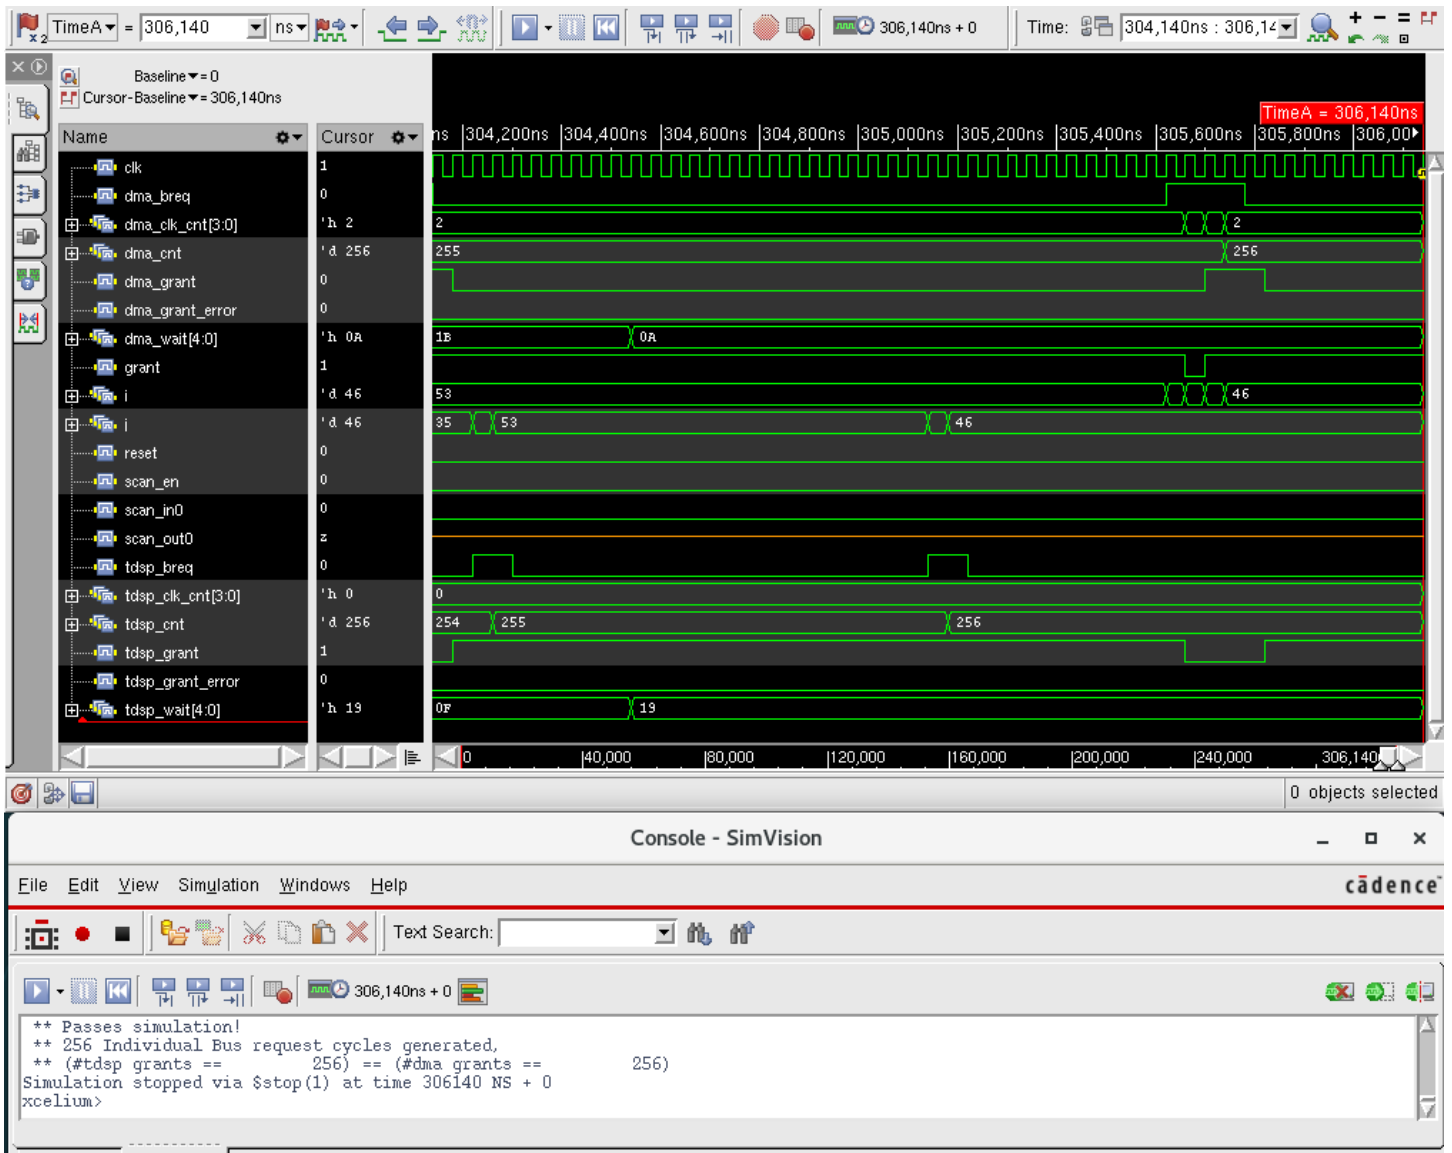 x2 TimeA = 306,140 ns 306,140ns + 0 Time: 304,140ns : 306,14
Baseline = 0
Cursor-Baseline = 306,140ns
TimeA = 306,140ns
Name Cursor ns 304,200ns 304,400ns 304,600ns 304,800ns 305,000ns 305,200ns 305,400ns 305,600ns 305,800ns 306,00
clk 1
dma_breq 0
dma_clk_cnt[3:0] 'h 2 2 2
dma_cnt 'd 256 255 256
dma_grant 0
dma_grant_error 0
dma_wait[4:0] 'h 0A 1B 0A
grant 1
i 'd 46 53 46
j 'd 46 35 53 46
reset 0
scan_en 0
scan_in0 0
scan_out0 z
tdsp_breq 0
tdsp_clk_cnt[3:0] 'h 0 0
tdsp_cnt 'd 256 254 255 256
tdsp_grant 1
tdsp_grant_error 0
tdsp_wait[4:0] 'h 19 0F 19
0 40,000 80,000 120,000 160,000 200,000 240,000 306,140
0 objects selected
Console - SimVision
File Edit View Simulation Windows Help cādence
Text Search:
306,140ns + 0
** Passes simulation!
** 256 Individual Bus request cycles generated,
** (#tdsp grants == 256) == (#dma grants == 256)
Simulation stopped via $stop(1) at time 306140 NS + 0
xcelium>